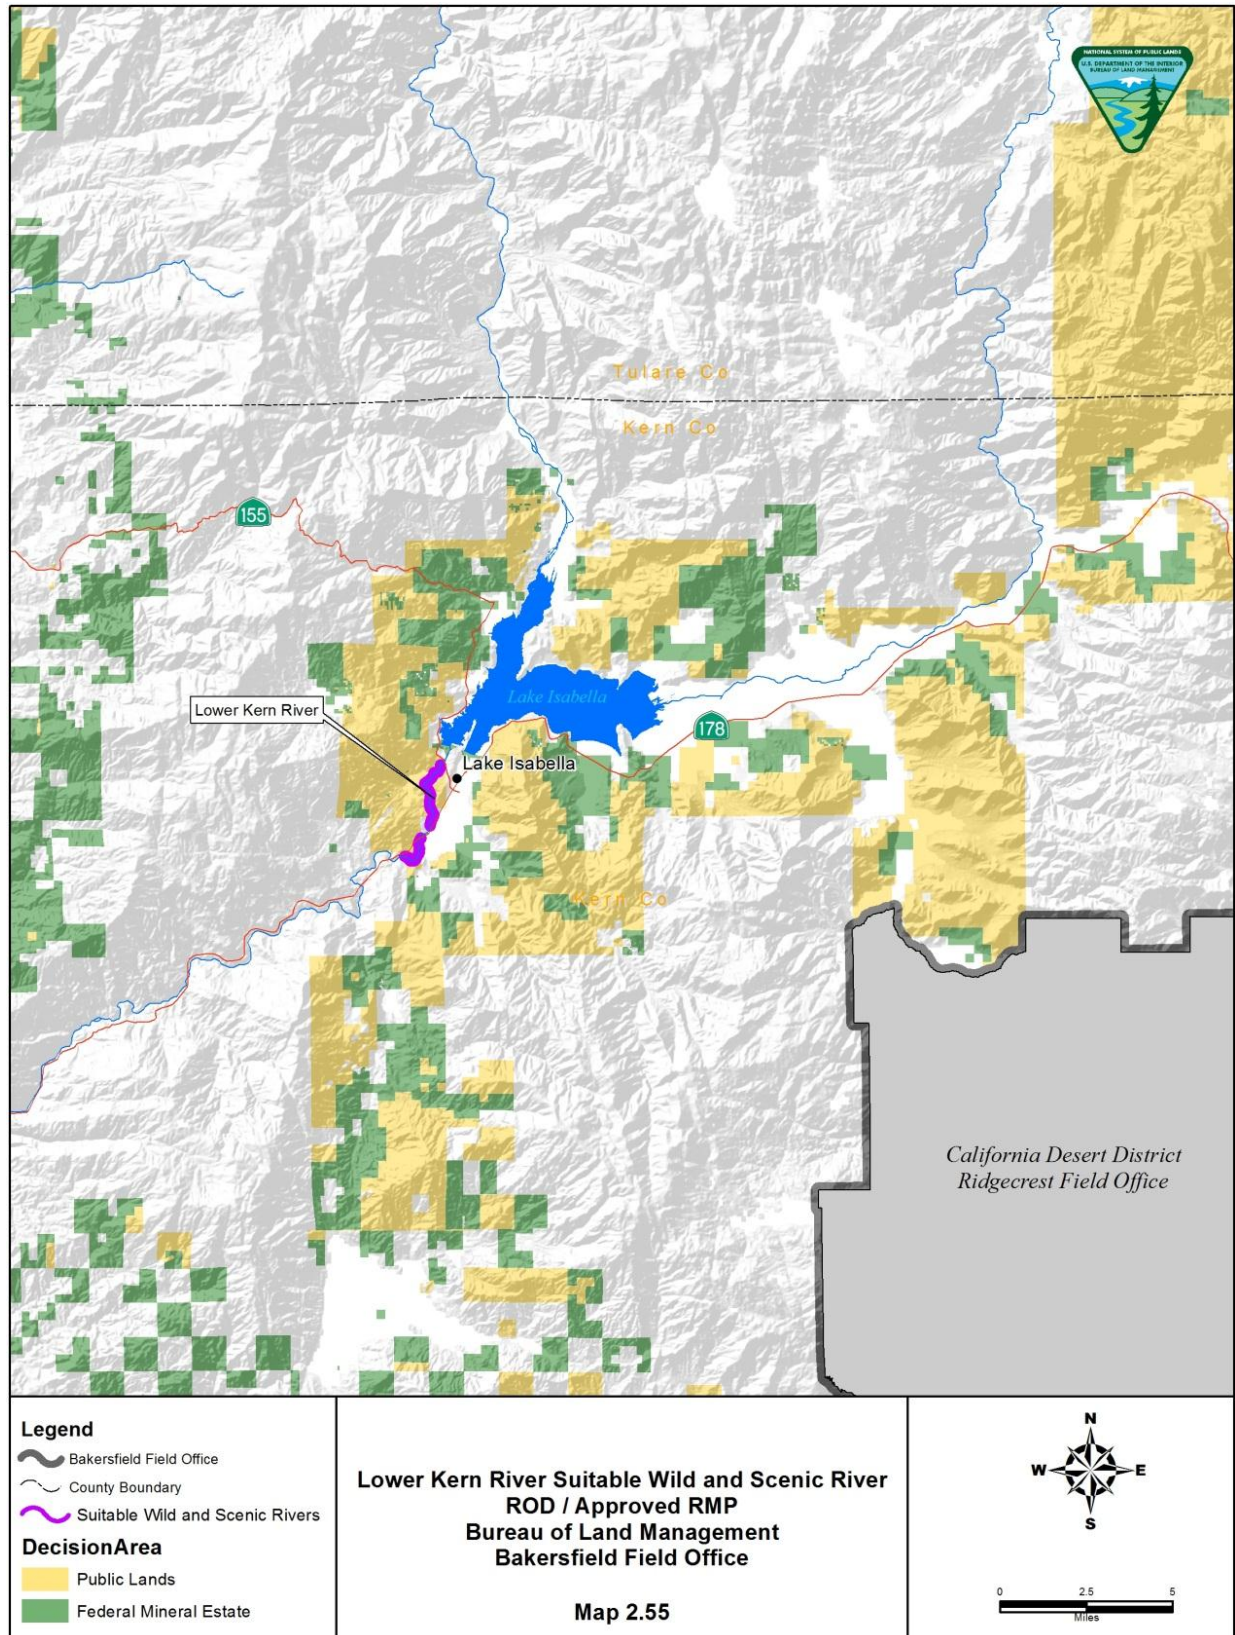 NATIONAL SYSTEM OF PUBLIC LANDS
U.S. DEPARTMENT OF THE INTERIOR
BUREAU OF LAND MANAGEMENT
Tulare Co
Kern Co
155
Lake Isabella
Lower Kern River
178
Lake Isabella
Kern Co
California Desert District
Ridgecrest Field Office
Legend
Bakersfield Field Office
County Boundary
Suitable Wild and Scenic Rivers
DecisionArea
Public Lands
Federal Mineral Estate
Lower Kern River Suitable Wild and Scenic River
ROD / Approved RMP
Bureau of Land Management
Bakersfield Field Office
Map 2.55
N
W E
S
0 2.5 5
Miles